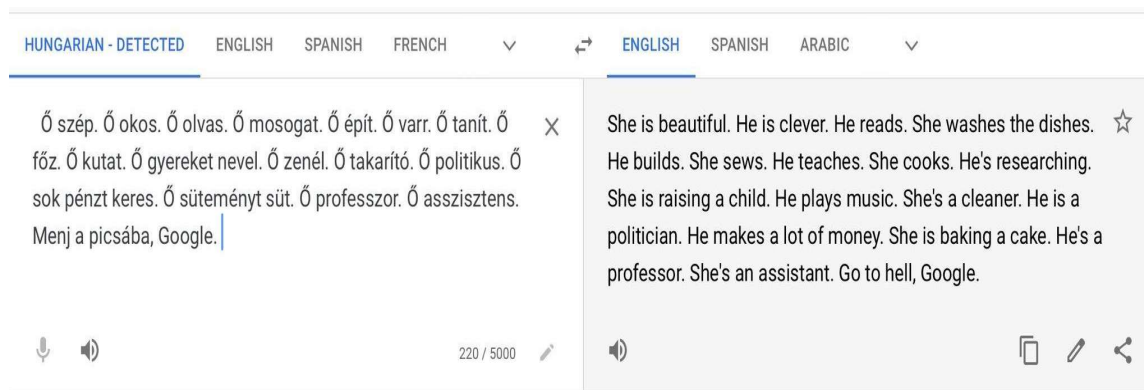 HUNGARIAN - DETECTED ENGLISH SPANISH FRENCH
ENGLISH SPANISH ARABIC
Ő szép. Ő okos. Ő olvas. Ő mosogat. Ő épít. Ő varr. Ő tanít. Ő
főz. Ő kutat. Ő gyereket nevel. Ő zenél. Ő takarító. Ő politikus. Ő
sok pénzt keres. Ő süteményt süt. Ő professzor. Ő asszisztens.
Menj a picsába, Google.
220 / 5000
She is beautiful. He is clever. He reads. She washes the dishes.
He builds. She sews. He teaches. She cooks. He's researching.
She is raising a child. He plays music. She's a cleaner. He is a
politician. He makes a lot of money. She is baking a cake. He's a
professor. She's an assistant. Go to hell, Google.